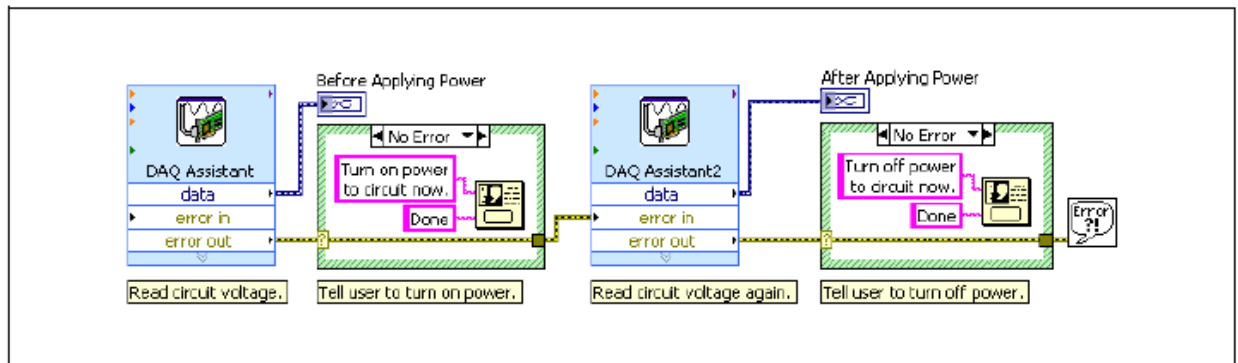 Before Applying Power
After Applying Power
No Error
No Error
Turn on power
to circuit now.
Turn off power
to circuit now.
DAQ Assistant
DAQ Assistant2
data
data
Done
Done
error in
error in
Error
?!
error out
?
error out
?
Read circuit voltage.
Tell user to turn on power.
Read circuit voltage again.
Tell user to turn off power.